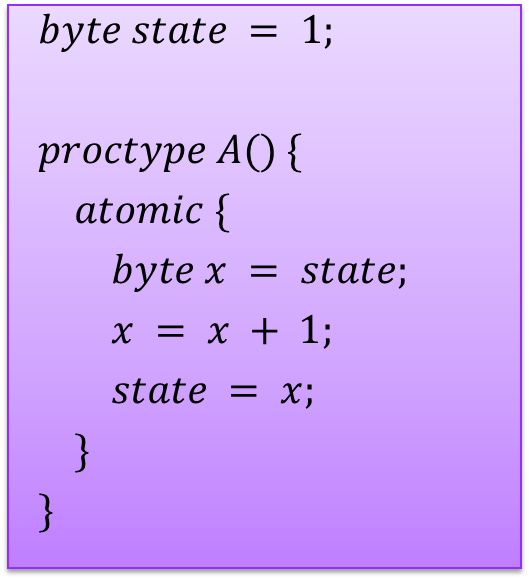 byte state = 1;
proctype A() {
atomic {
byte x = state;
x = x + 1;
state = x;
}
}